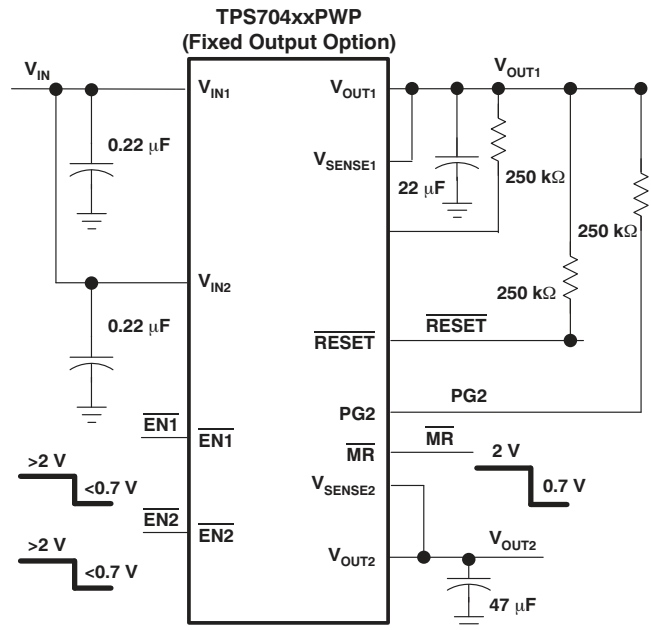 TPS704xxPWP
(Fixed Output Option)
VIN
VIN1
0.22 μF
VIN2
0.22 μF
EN1
EN1
>2 V
<0.7 V
EN2
EN2
>2 V
<0.7 V
VOUT1
VOUT1
VSENSE1
22 μF
250 kΩ
250 kΩ
250 kΩ
RESET
RESET
PG2
PG2
MR
MR
2 V
0.7 V
VSENSE2
VOUT2
VOUT2
47 μF